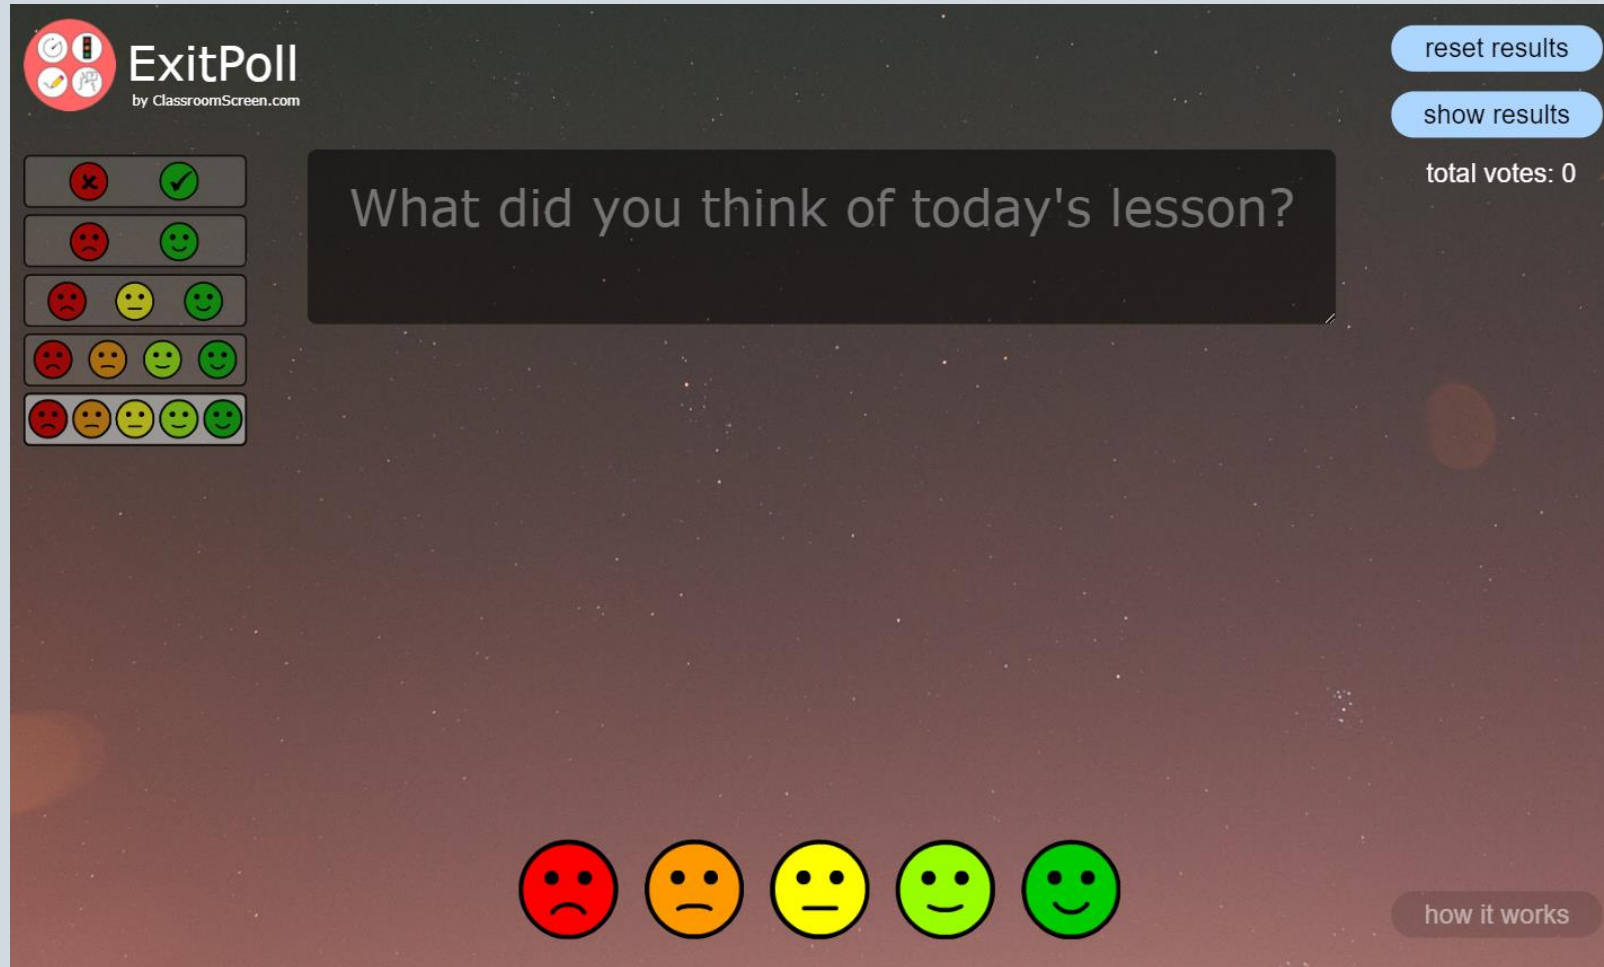 ExitPoll
by ClassroomScreen.com
reset results
show results
total votes: 0
What did you think of today's lesson?
how it works